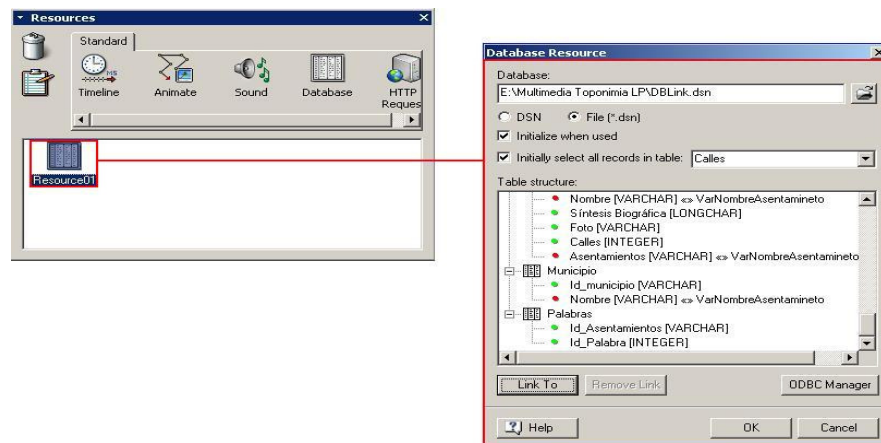 Resources
Standard
Timeline
Animate
Sound
Database
HTTP
Reques
Resource01
Database Resource
Database:
E:\Multimedia Toponimia LP\DBLink.dsn
DSN
File (*.dsn)
Initialize when used
Initially select all records in table:
Calles
Table structure:
Nombre [VARCHAR] «» VarNombreAsentamineto
Síntesis Biográfica [LONGCHAR]
Foto [VARCHAR]
Calles [INTEGER]
Asentamientos [VARCHAR] «» VarNombreAsentamineto
Municipio
Id_municipio [VARCHAR]
Nombre [VARCHAR] «» VarNombreAsentamineto
Palabras
Id_Asentamientos [VARCHAR]
Id_Palabra [INTEGER]
Link To
Remove Link
ODBC Manager
Help
OK
Cancel